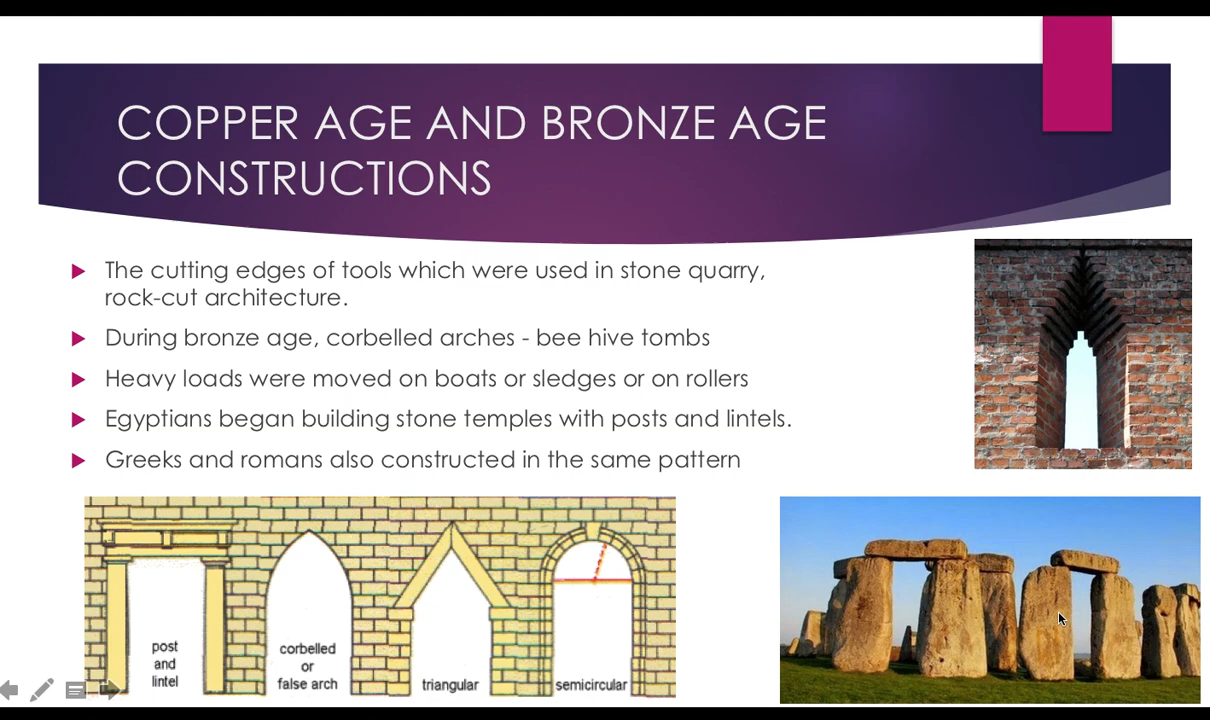 COPPER AGE AND BRONZE AGE
CONSTRUCTIONS
The cutting edges of tools which were used in stone quarry,
rock-cut architecture.
During bronze age, corbelled arches - bee hive tombs
Heavy loads were moved on boats or sledges or on rollers
Egyptians began building stone temples with posts and lintels.
Greeks and romans also constructed in the same pattern
post
and
lintel
corbelled
or
false arch
triangular
semicircular